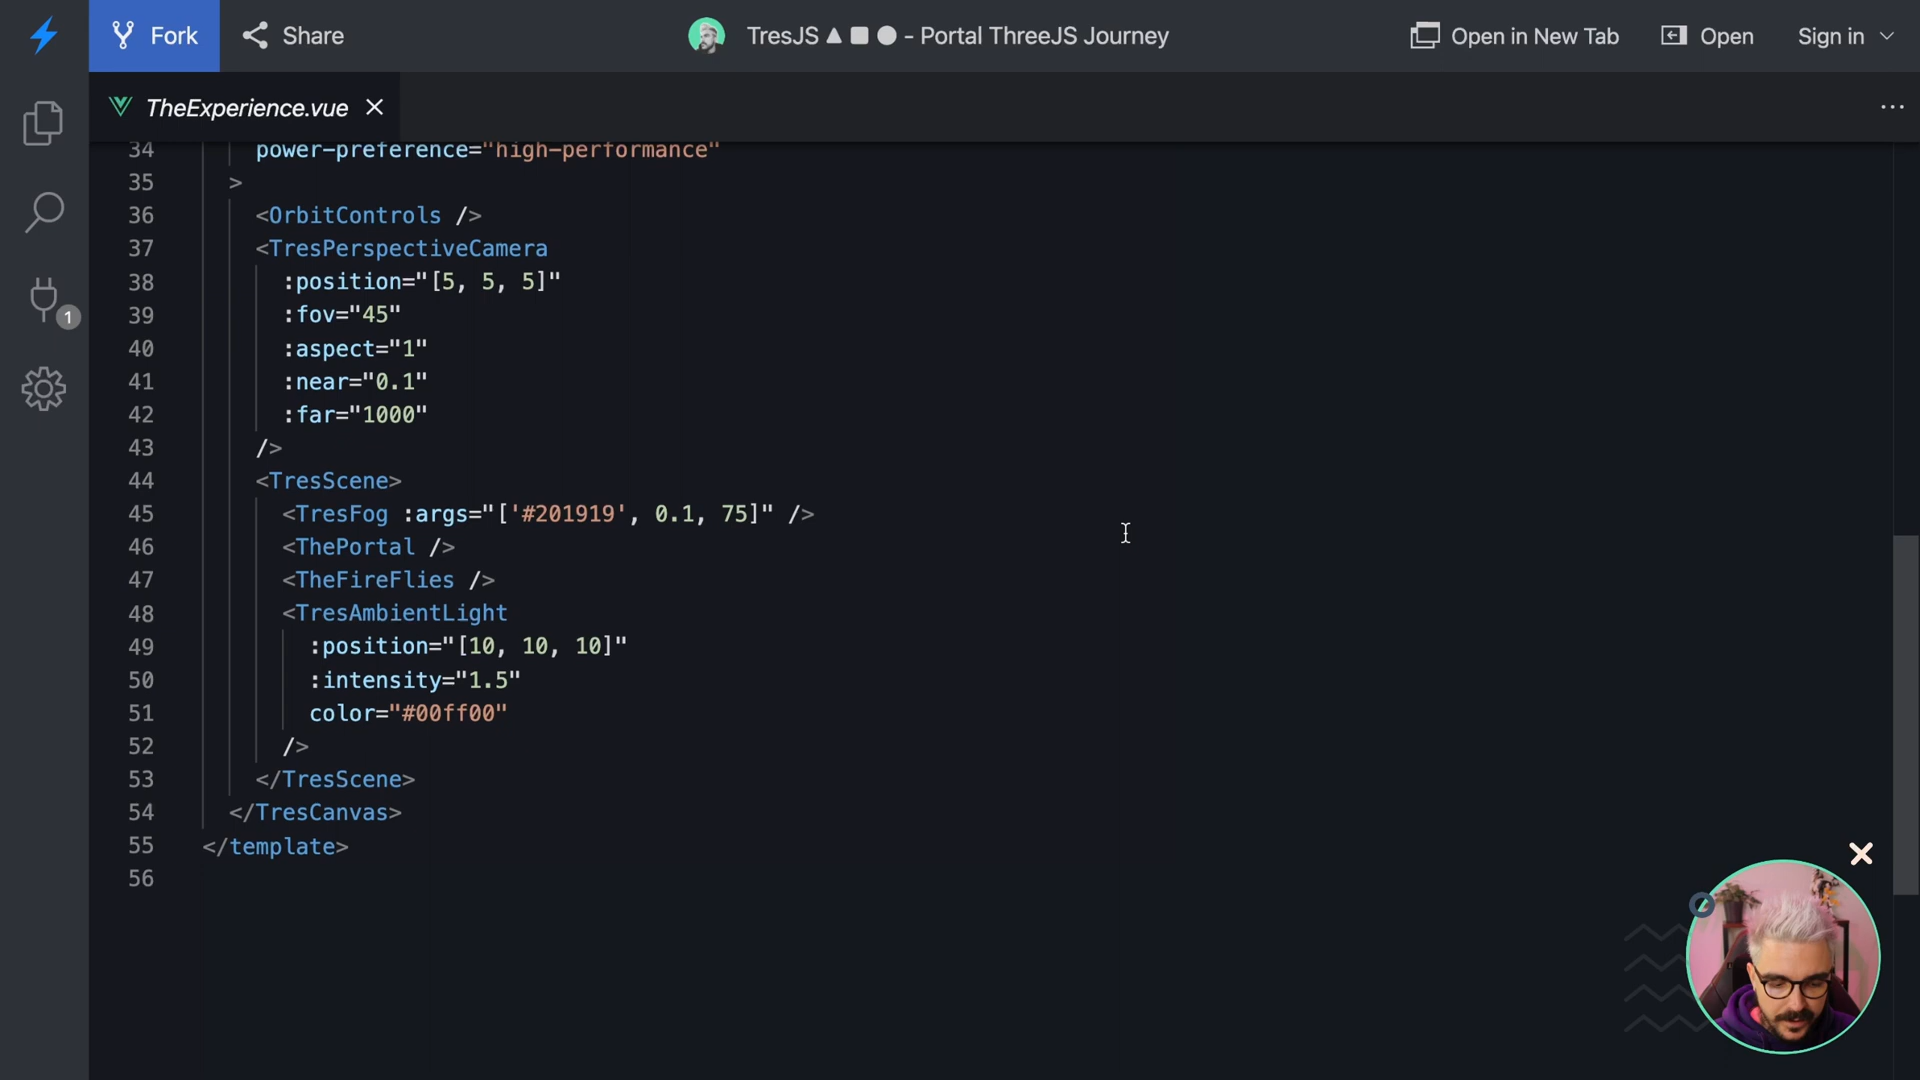 Fork
Share
TresJS ▲ ■ ● - Portal ThreeJS Journey
Open in New Tab
Open
Sign in
TheExperience.vue
...
1
34 power-preference="high-performance"
35 >
36 <OrbitControls />
37 <TresPerspectiveCamera
38 :position="[5, 5, 5]"
39 :fov="45"
40 :aspect="1"
41 :near="0.1"
42 :far="1000"
43 />
44 <TresScene>
45 <TresFog :args="['#201919', 0.1, 75]" />
46 <ThePortal />
47 <TheFireFlies />
48 <TresAmbientLight
49 :position="[10, 10, 10]"
50 :intensity="1.5"
51 color="#00ff00"
52 />
53 </TresScene>
54 </TresCanvas>
55 </template>
56